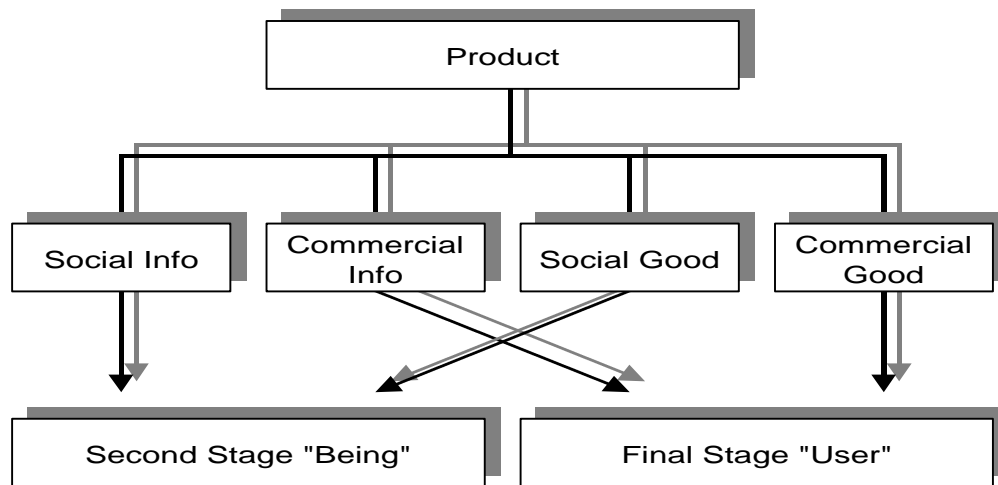 Product
Social Info
Commercial
Info
Social Good
Commercial
Good
Second Stage "Being"
Final Stage "User"